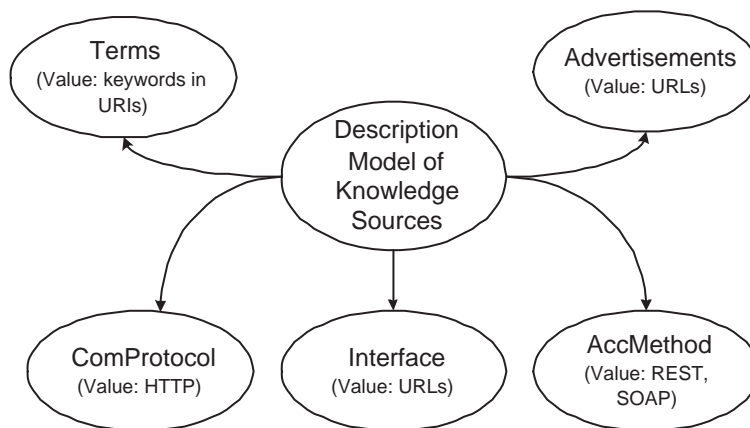 Terms
(Value: keywords in
URIs)
Advertisements
(Value: URLs)
Description
Model of
Knowledge
Sources
ComProtocol
(Value: HTTP)
Interface
(Value: URLs)
AccMethod
(Value: REST,
SOAP)